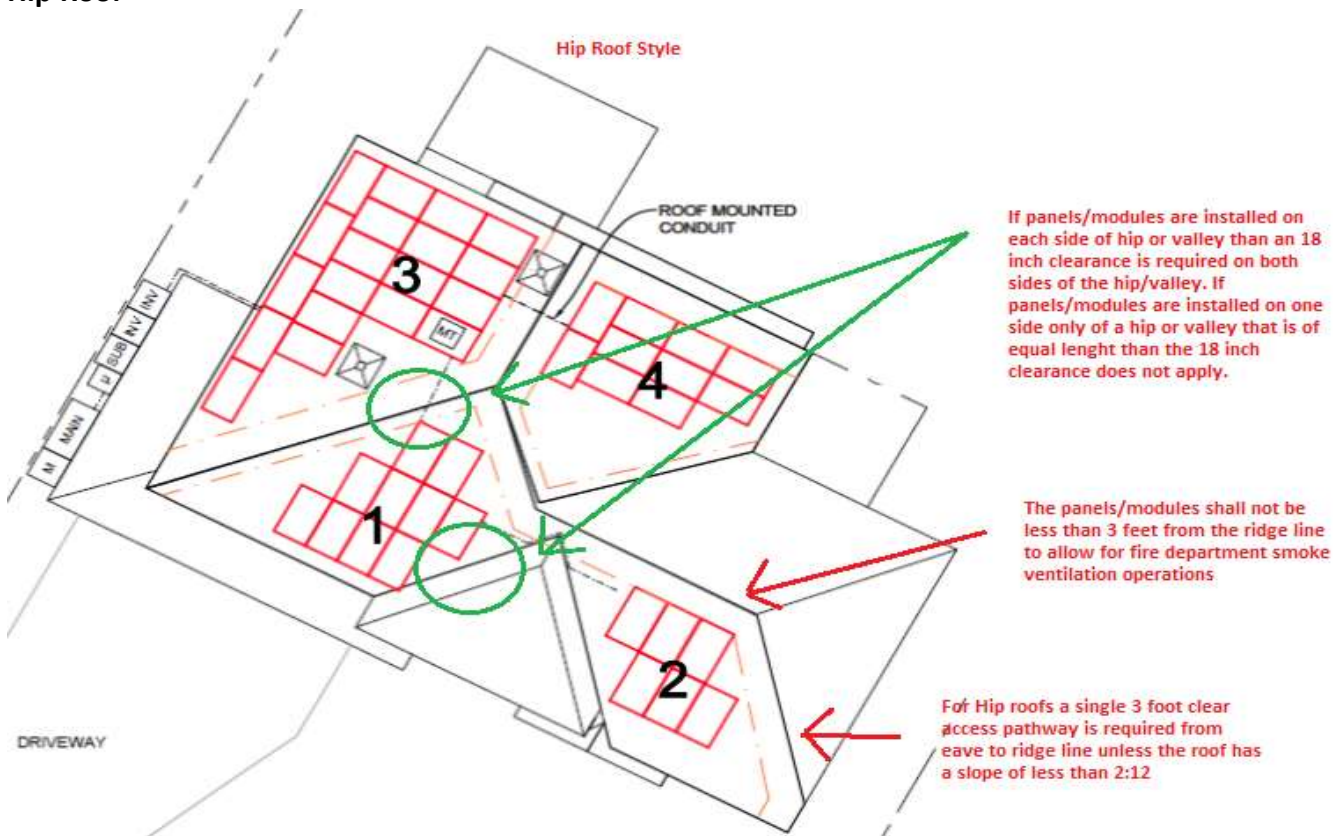 Hip Roof Style
ROOF MOUNTED
CONDUIT
If panels/modules are installed on
each side of hip or valley than an 18
inch clearance is required on both
sides of the hip/valley. If
panels/modules are installed on one
side only of a hip or valley that is of
equal lenght than the 18 inch
clearance does not apply.
3
MT
4
INV
INV
SUB
µ
MAIN
M
1
The panels/modules shall not be
less than 3 feet from the ridge line
to allow for fire department smoke
ventilation operations
2
For Hip roofs a single 3 foot clear
access pathway is required from
eave to ridge line unless the roof has
a slope of less than 2:12
DRIVEWAY